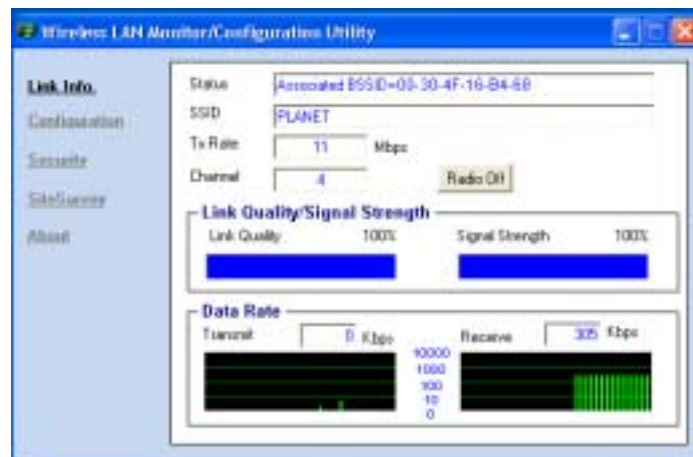 Wireless LAN Monitor/Configuration Utility
Link Info.
Configuration
Security
SiteSurvey
About
Status Associated BSSID=00-30-4F-16-B4-68
SSID PLANET
Tx Rate 11 Mbps
Channel 4 Radio Off
Link Quality/Signal Strength
Link Quality 100% Signal Strength 100%
Data Rate
Transmit 0 Kbps Receive 305 Kbps
10000
1000
100
10
0